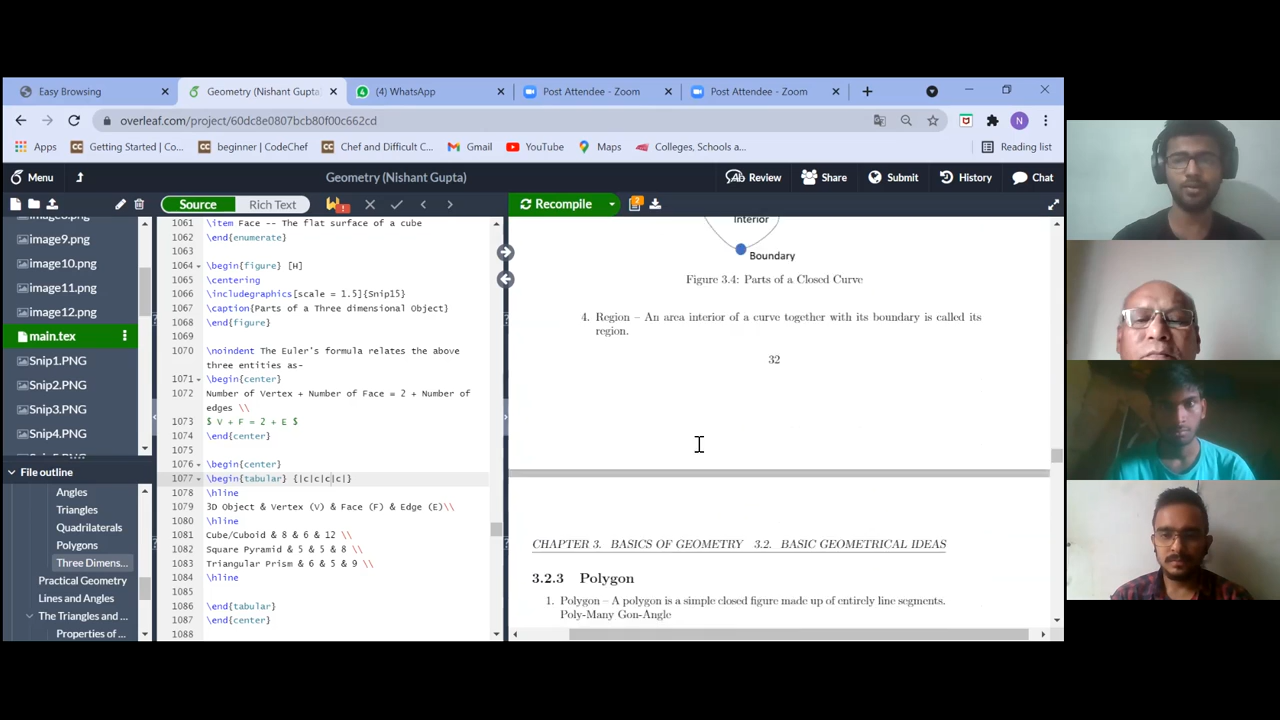 Easy Browsing
Geometry (Nishant Gupta)
(4) WhatsApp
Post Attendee - Zoom
Post Attendee - Zoom
overleaf.com/project/60dc8e0807bcb80f00c66cd
Apps
Getting Started | Co...
beginner | CodeChef
Chef and Difficult C...
Gmail
YouTube
Maps
Colleges, Schools a...
Reading list
Menu
Geometry (Nishant Gupta)
Review
Share
Submit
History
Chat
Source
Rich Text
Recompile
2
image9.png
image10.png
image11.png
image12.png
main.tex
Snip1.PNG
Snip2.PNG
Snip3.PNG
Snip4.PNG
File outline
Angles
Triangles
Quadrilaterals
Polygons
Three Dimens...
Practical Geometry
Lines and Angles
The Triangles and ...
Properties of ...
1061 \item Face -- The flat surface of a cube
1062 \end{enumerate}
1063
1064 \begin{figure} [H]
1065 \centering
1066 \includegraphics[scale = 1.5]{Snip15}
1067 \caption{Parts of a Three dimensional Object}
1068 \end{figure}
1069
1070 \noindent The Euler's formula relates the above
three entities as-
1071 \begin{center}
1072 Number of Vertex + Number of Face = 2 + Number of
edges \\
1073 $ V + F = 2 + E $
1074 \end{center}
1075
1076 \begin{center}
1077 \begin{tabular} {|c|c|c|c|}
1078 \hline
1079 3D Object & Vertex (V) & Face (F) & Edge (E)\\
1080 \hline
1081 Cube/Cuboid & 8 & 6 & 12 \\
1082 Square Pyramid & 5 & 5 & 8 \\
1083 Triangular Prism & 6 & 5 & 9 \\
1084 \hline
1085
1086 \end{tabular}
1087 \end{center}
1088
Interior
Boundary
Figure 3.4: Parts of a Closed Curve
4. Region – An area interior of a curve together with its boundary is called its
region.
32
CHAPTER 3. BASICS OF GEOMETRY 3.2. BASIC GEOMETRICAL IDEAS
3.2.3 Polygon
1. Polygon – A polygon is a simple closed figure made up of entirely line segments.
Poly-Many Gon-Angle